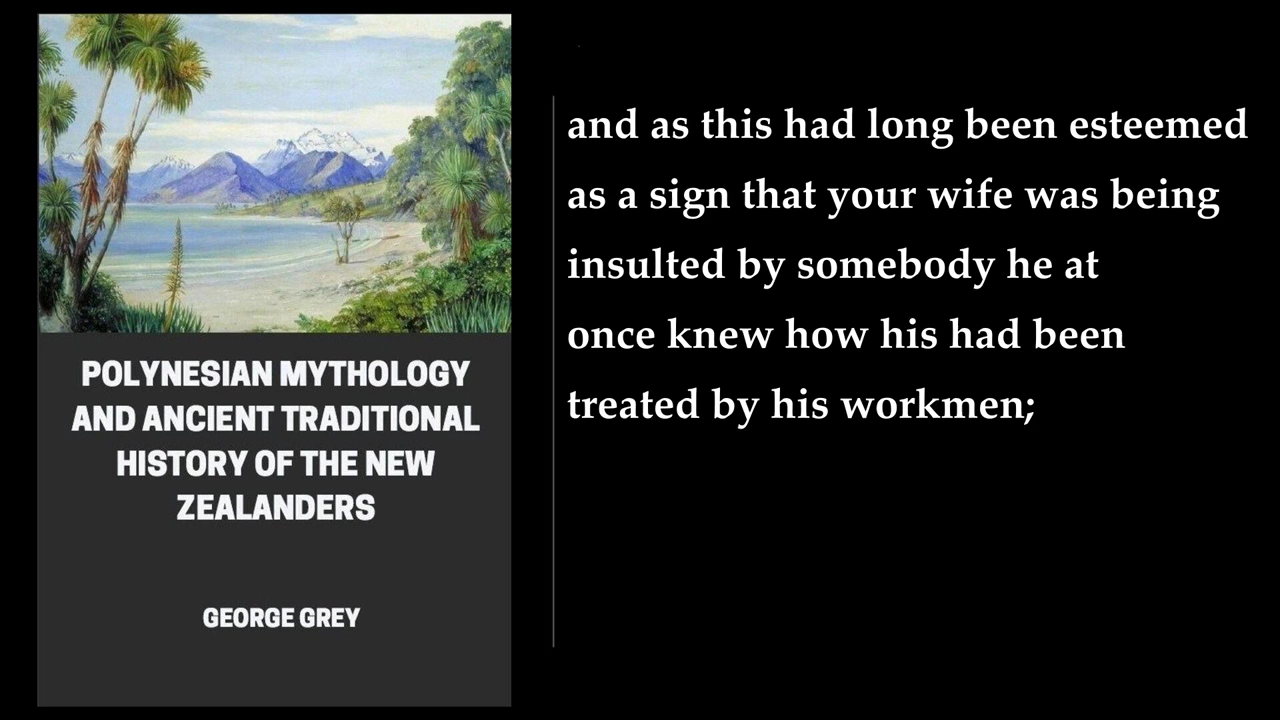 POLYNESIAN MYTHOLOGY
AND ANCIENT TRADITIONAL
HISTORY OF THE NEW
ZEALANDERS
GEORGE GREY
and as this had long been esteemed
as a sign that your wife was being
insulted by somebody he at
once knew how his had been
treated by his workmen;